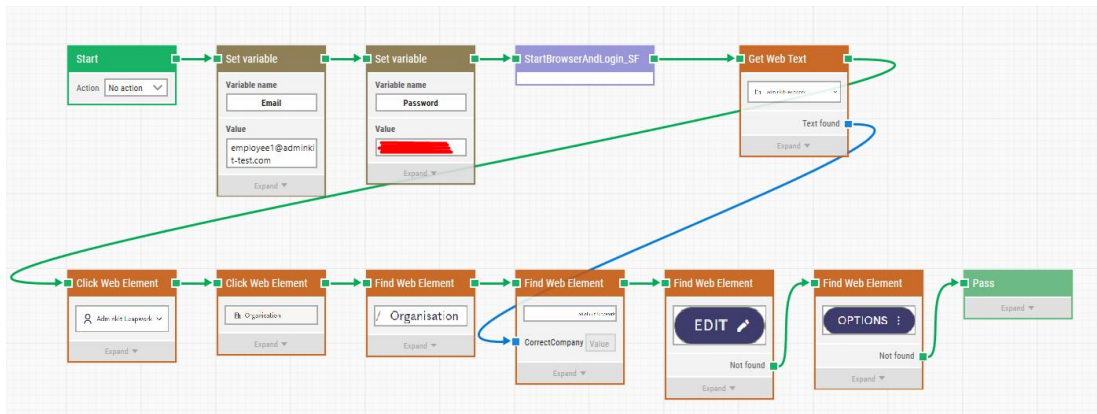 Start
Action No action
Set variable
Variable name
Email
Value
employee1@adminki
t-test.com
Expand
Set variable
Variable name
Password
Value
Expand
StartBrowserAndLogin_SF
Get Web Text
Text found
Expand
Click Web Element
Expand
Click Web Element
Organisation
Expand
Find Web Element
/ Organisation
Expand
Find Web Element
CorrectCompany Value
Expand
Find Web Element
EDIT
Not found
Expand
Find Web Element
OPTIONS
Not found
Expand
Pass
Expand